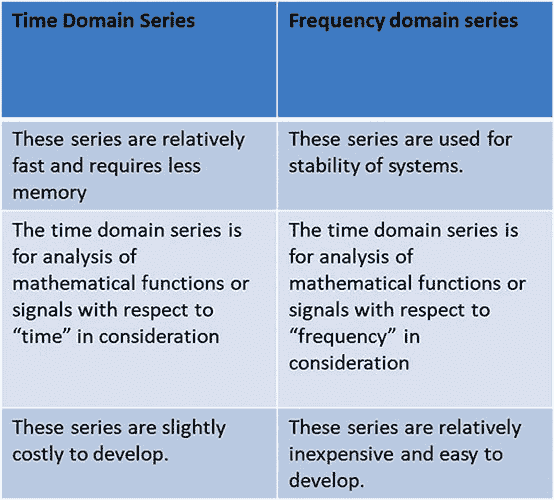 Time Domain Series
Frequency domain series
These series are relatively
fast and requires less
memory
These series are used for
stability of systems.
The time domain series is
for analysis of
mathematical functions or
signals with respect to
“time” in consideration
The time domain series is
for analysis of
mathematical functions or
signals with respect to
“frequency” in
consideration
These series are slightly
costly to develop.
These series are relatively
inexpensive and easy to
develop.